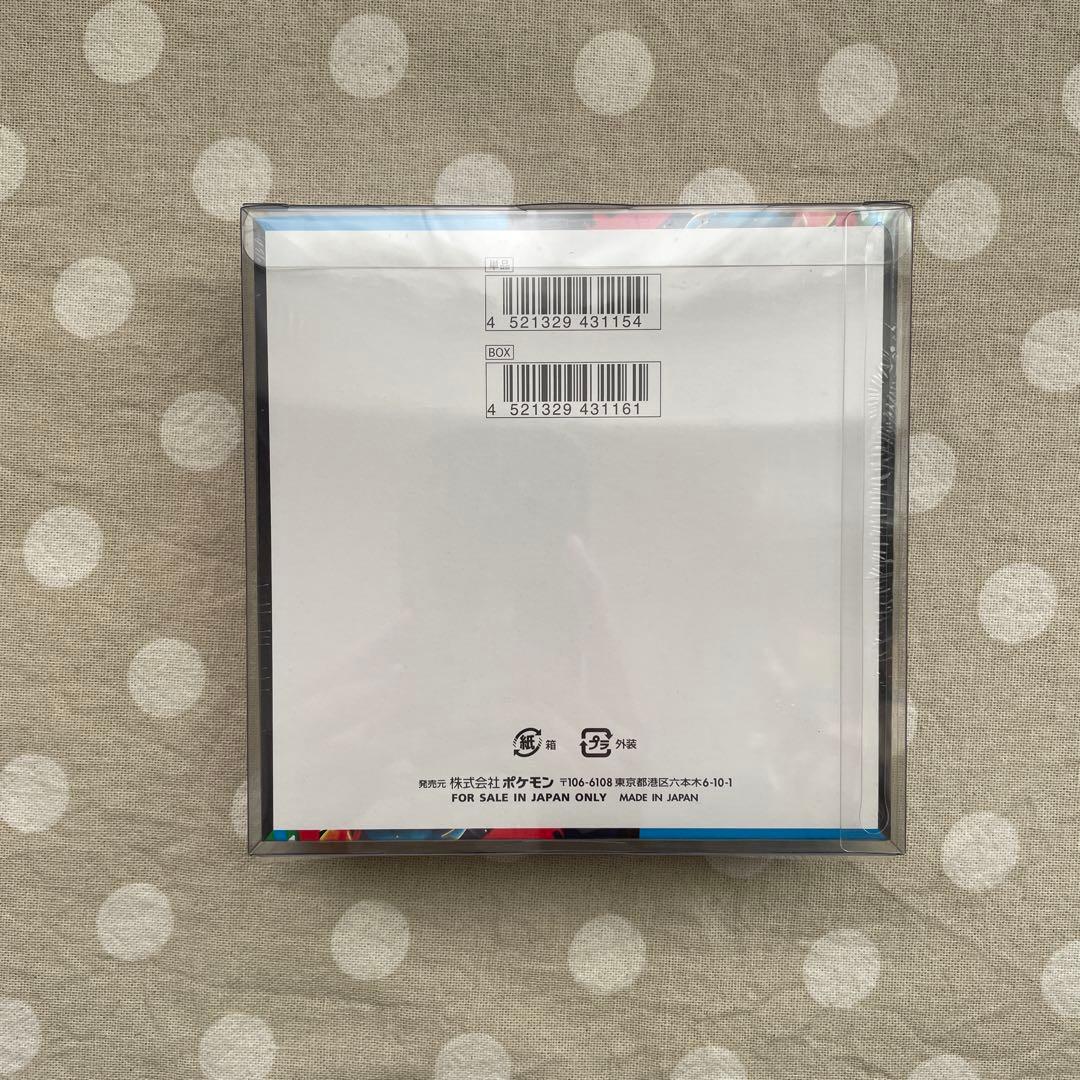 単品
4 521329 431154
BOX
4 521329 431161
紙 箱 プラ 外装
発売元 株式会社ポケモン 〒106-6108 東京都港区六本木6-10-1
FOR SALE IN JAPAN ONLY MADE IN JAPAN